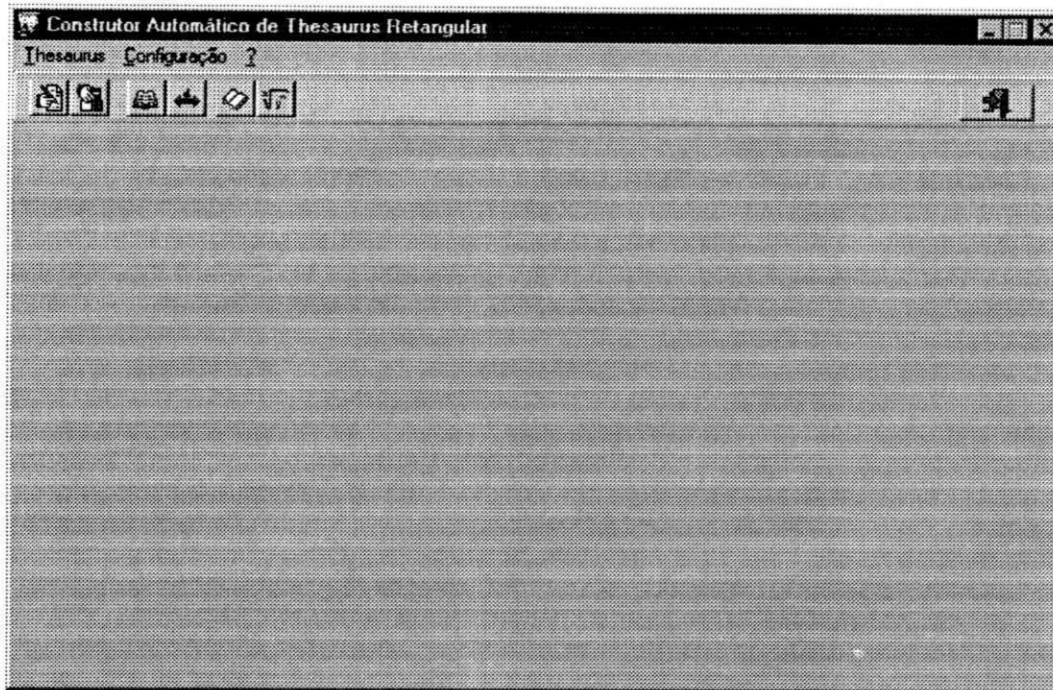 Construtor Automático de Thesaurus Retangular
Thesaurus Configuração ?